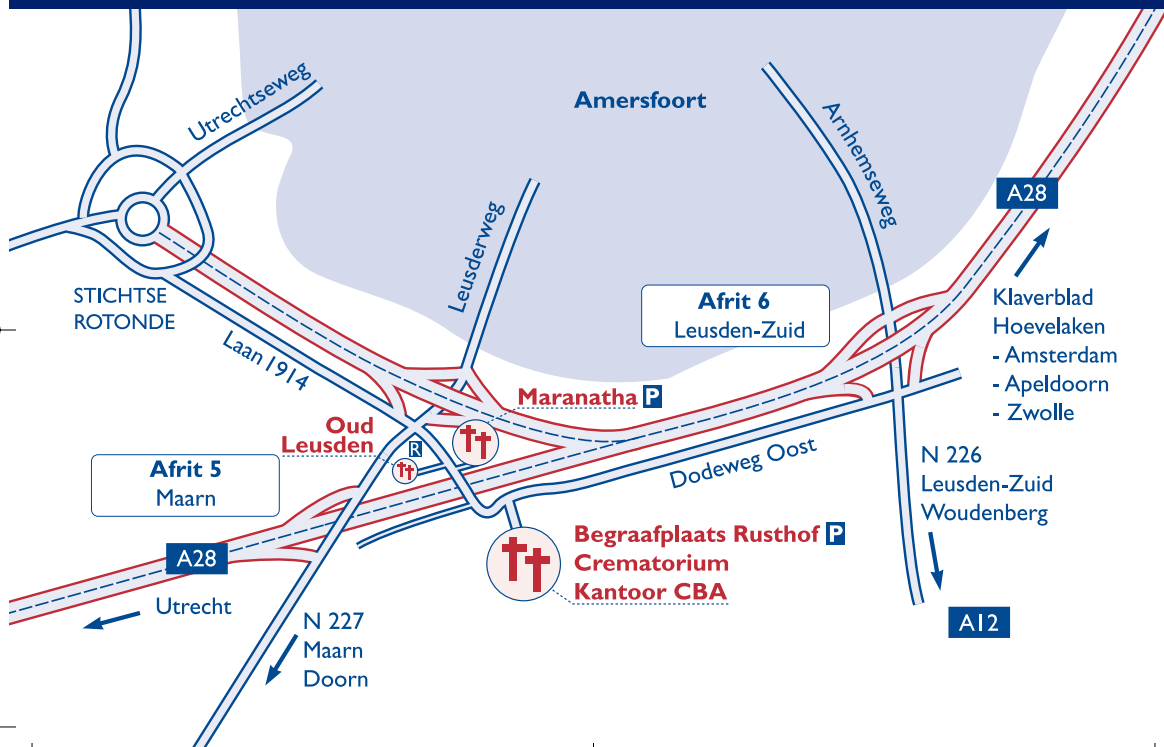 Utrechtseweg
Amersfoort
Arnhemseweg
A28
Leusderweg
STICHTSE
ROTONDE
Afrit 6
Leusden-Zuid
Klaverblad
Hoevelaken
- Amsterdam
- Apeldoorn
- Zwolle
Laan 1914
Maranatha P
Oud
Leusden
R
Afrit 5
Maarn
Dodeweg Oost
N 226
Leusden-Zuid
Woudenberg
Begraafplaats Rusthof P
Crematorium
Kantoor CBA
A28
Utrecht
N 227
Maarn
Doorn
A12